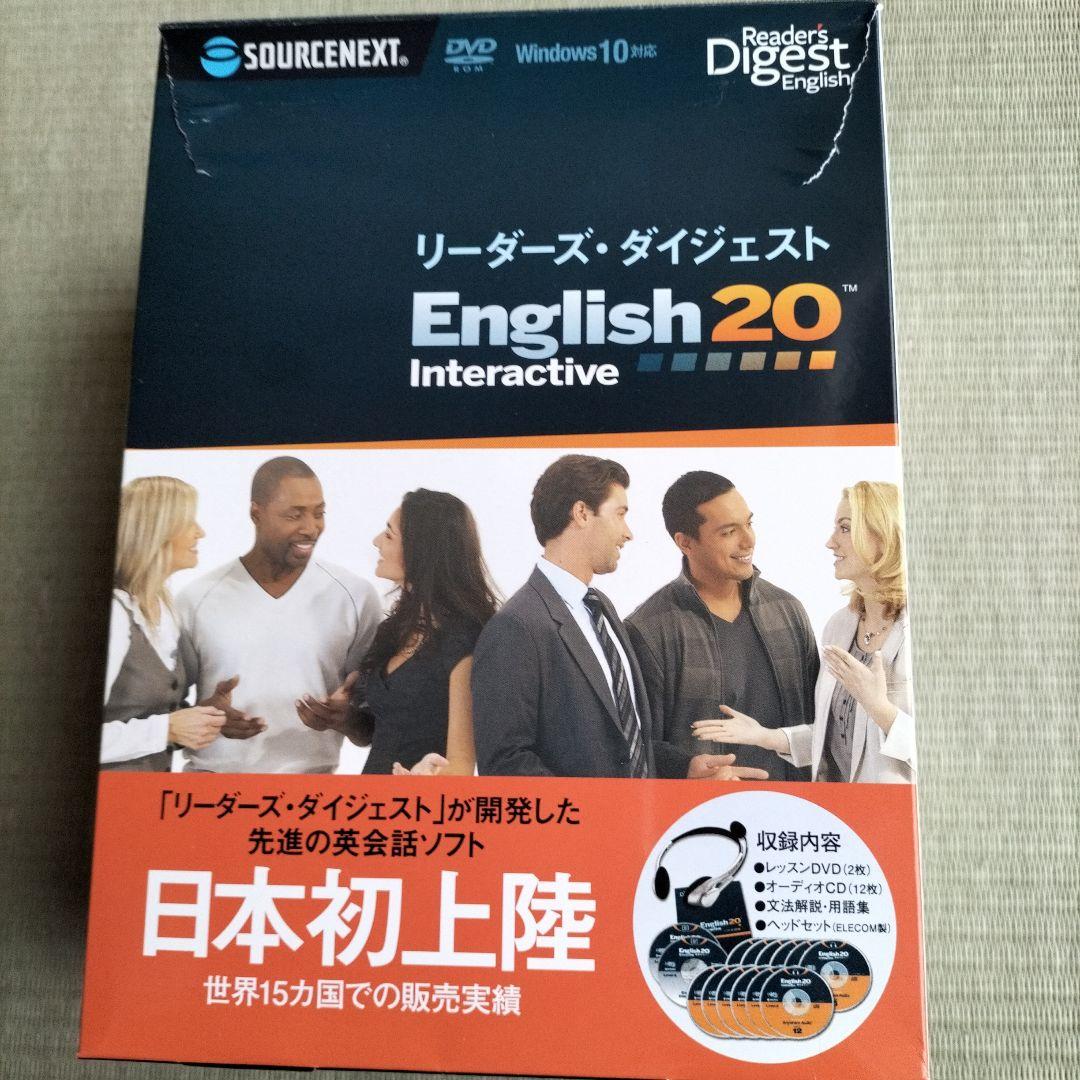 SOURCENEXT®
DVD
ROM
Windows 10 対応
Reader's
Digest
English
リーダーズ・ダイジェスト
English 20™
Interactive
「リーダーズ・ダイジェスト」が開発した
先進の英会話ソフト
日本初上陸
世界15カ国での販売実績
収録内容
●レッスンDVD(2枚)
●オーディオCD(12枚)
●文法解説・用語集
●ヘッドセット(ELECOM製)
English 20
English 20
12